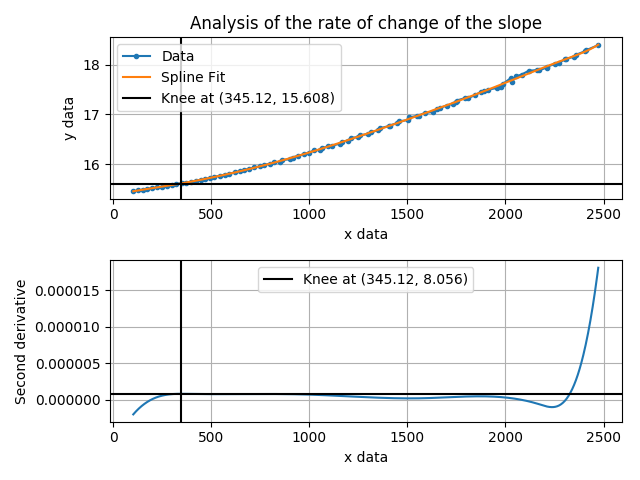 Analysis of the rate of change of the slope
Data
Spline Fit
Knee at (345.12, 15.608)
18
17
16
y data
0 500 1000 1500 2000 2500
x data
Knee at (345.12, 8.056)
0.000015
0.000010
0.000005
0.000000
Second derivative
0 500 1000 1500 2000 2500
x data